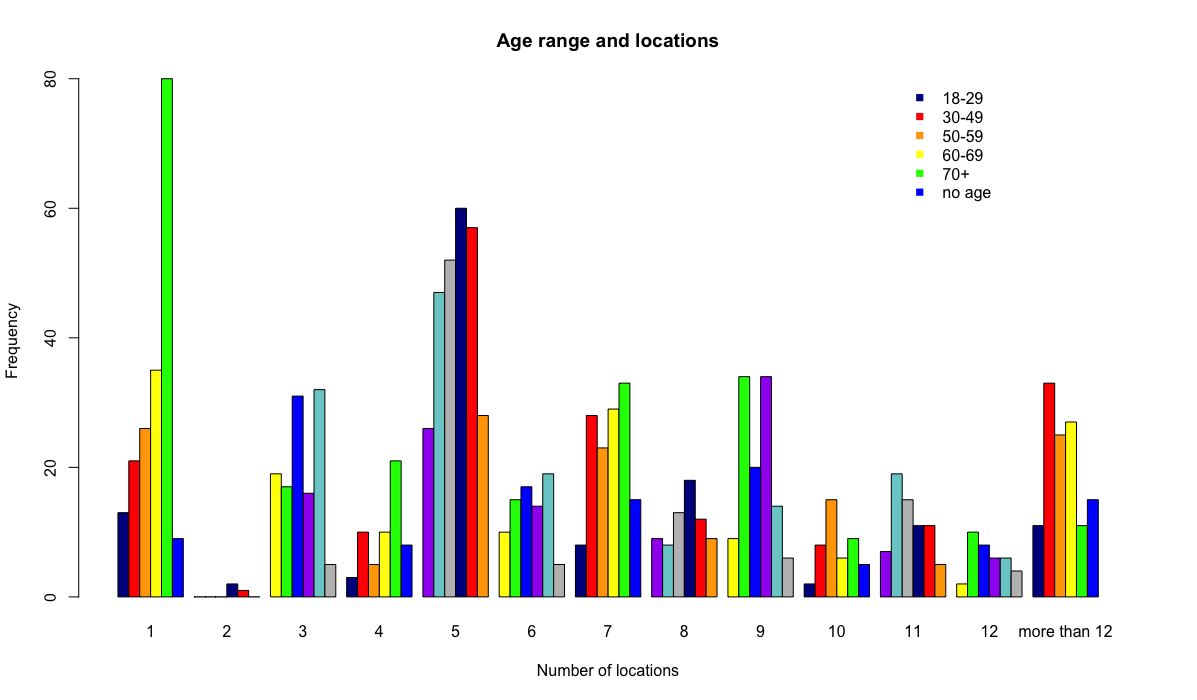 Age range and locations
18-29
30-49
50-59
60-69
70+
no age
80
60
40
20
0
Frequency
1 2 3 4 5 6 7 8 9 10 11 12 more than 12
Number of locations